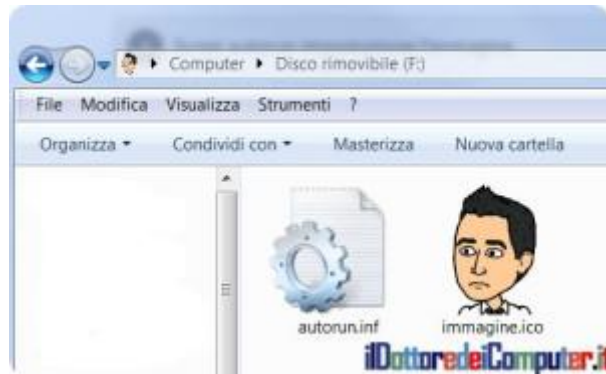 Computer Disco rimovibile (F:)
File Modifica Visualizza Strumenti ?
Organizza Condividi con Masterizza Nuova cartella
autorun.inf immagine.ico
ilDottoredeiComputer.it